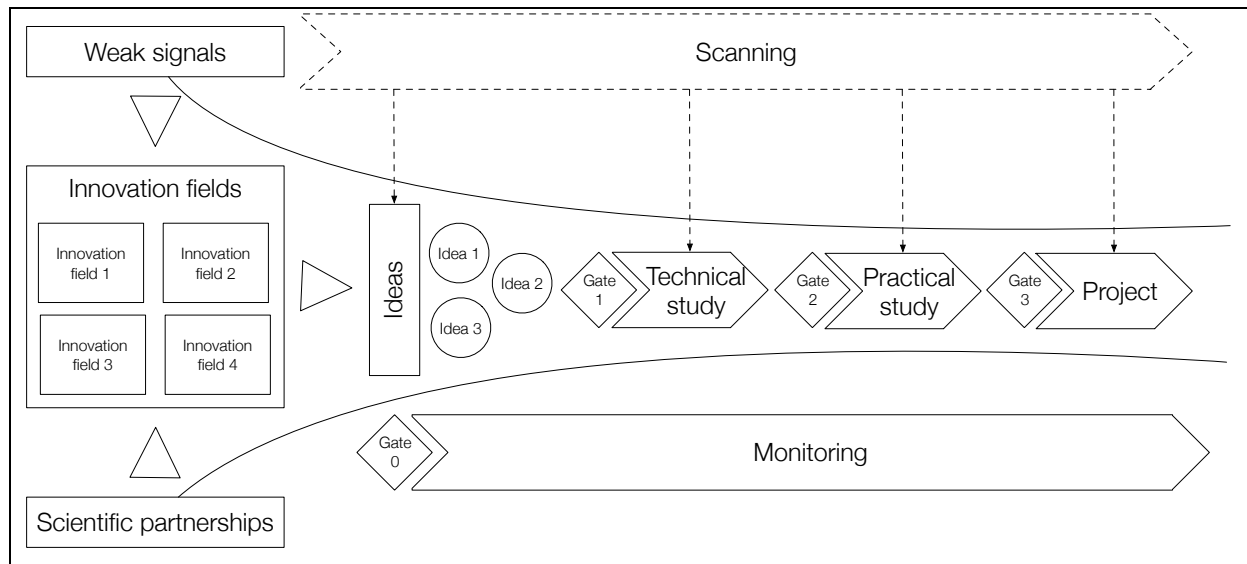 Weak signals
Scanning
Innovation fields
Innovation
field 1
Innovation
field 2
Innovation
field 3
Innovation
field 4
Ideas
Idea 1
Idea 2
Idea 3
Gate
1
Technical
study
Gate
2
Practical
study
Gate
3
Project
Gate
0
Monitoring
Scientific partnerships